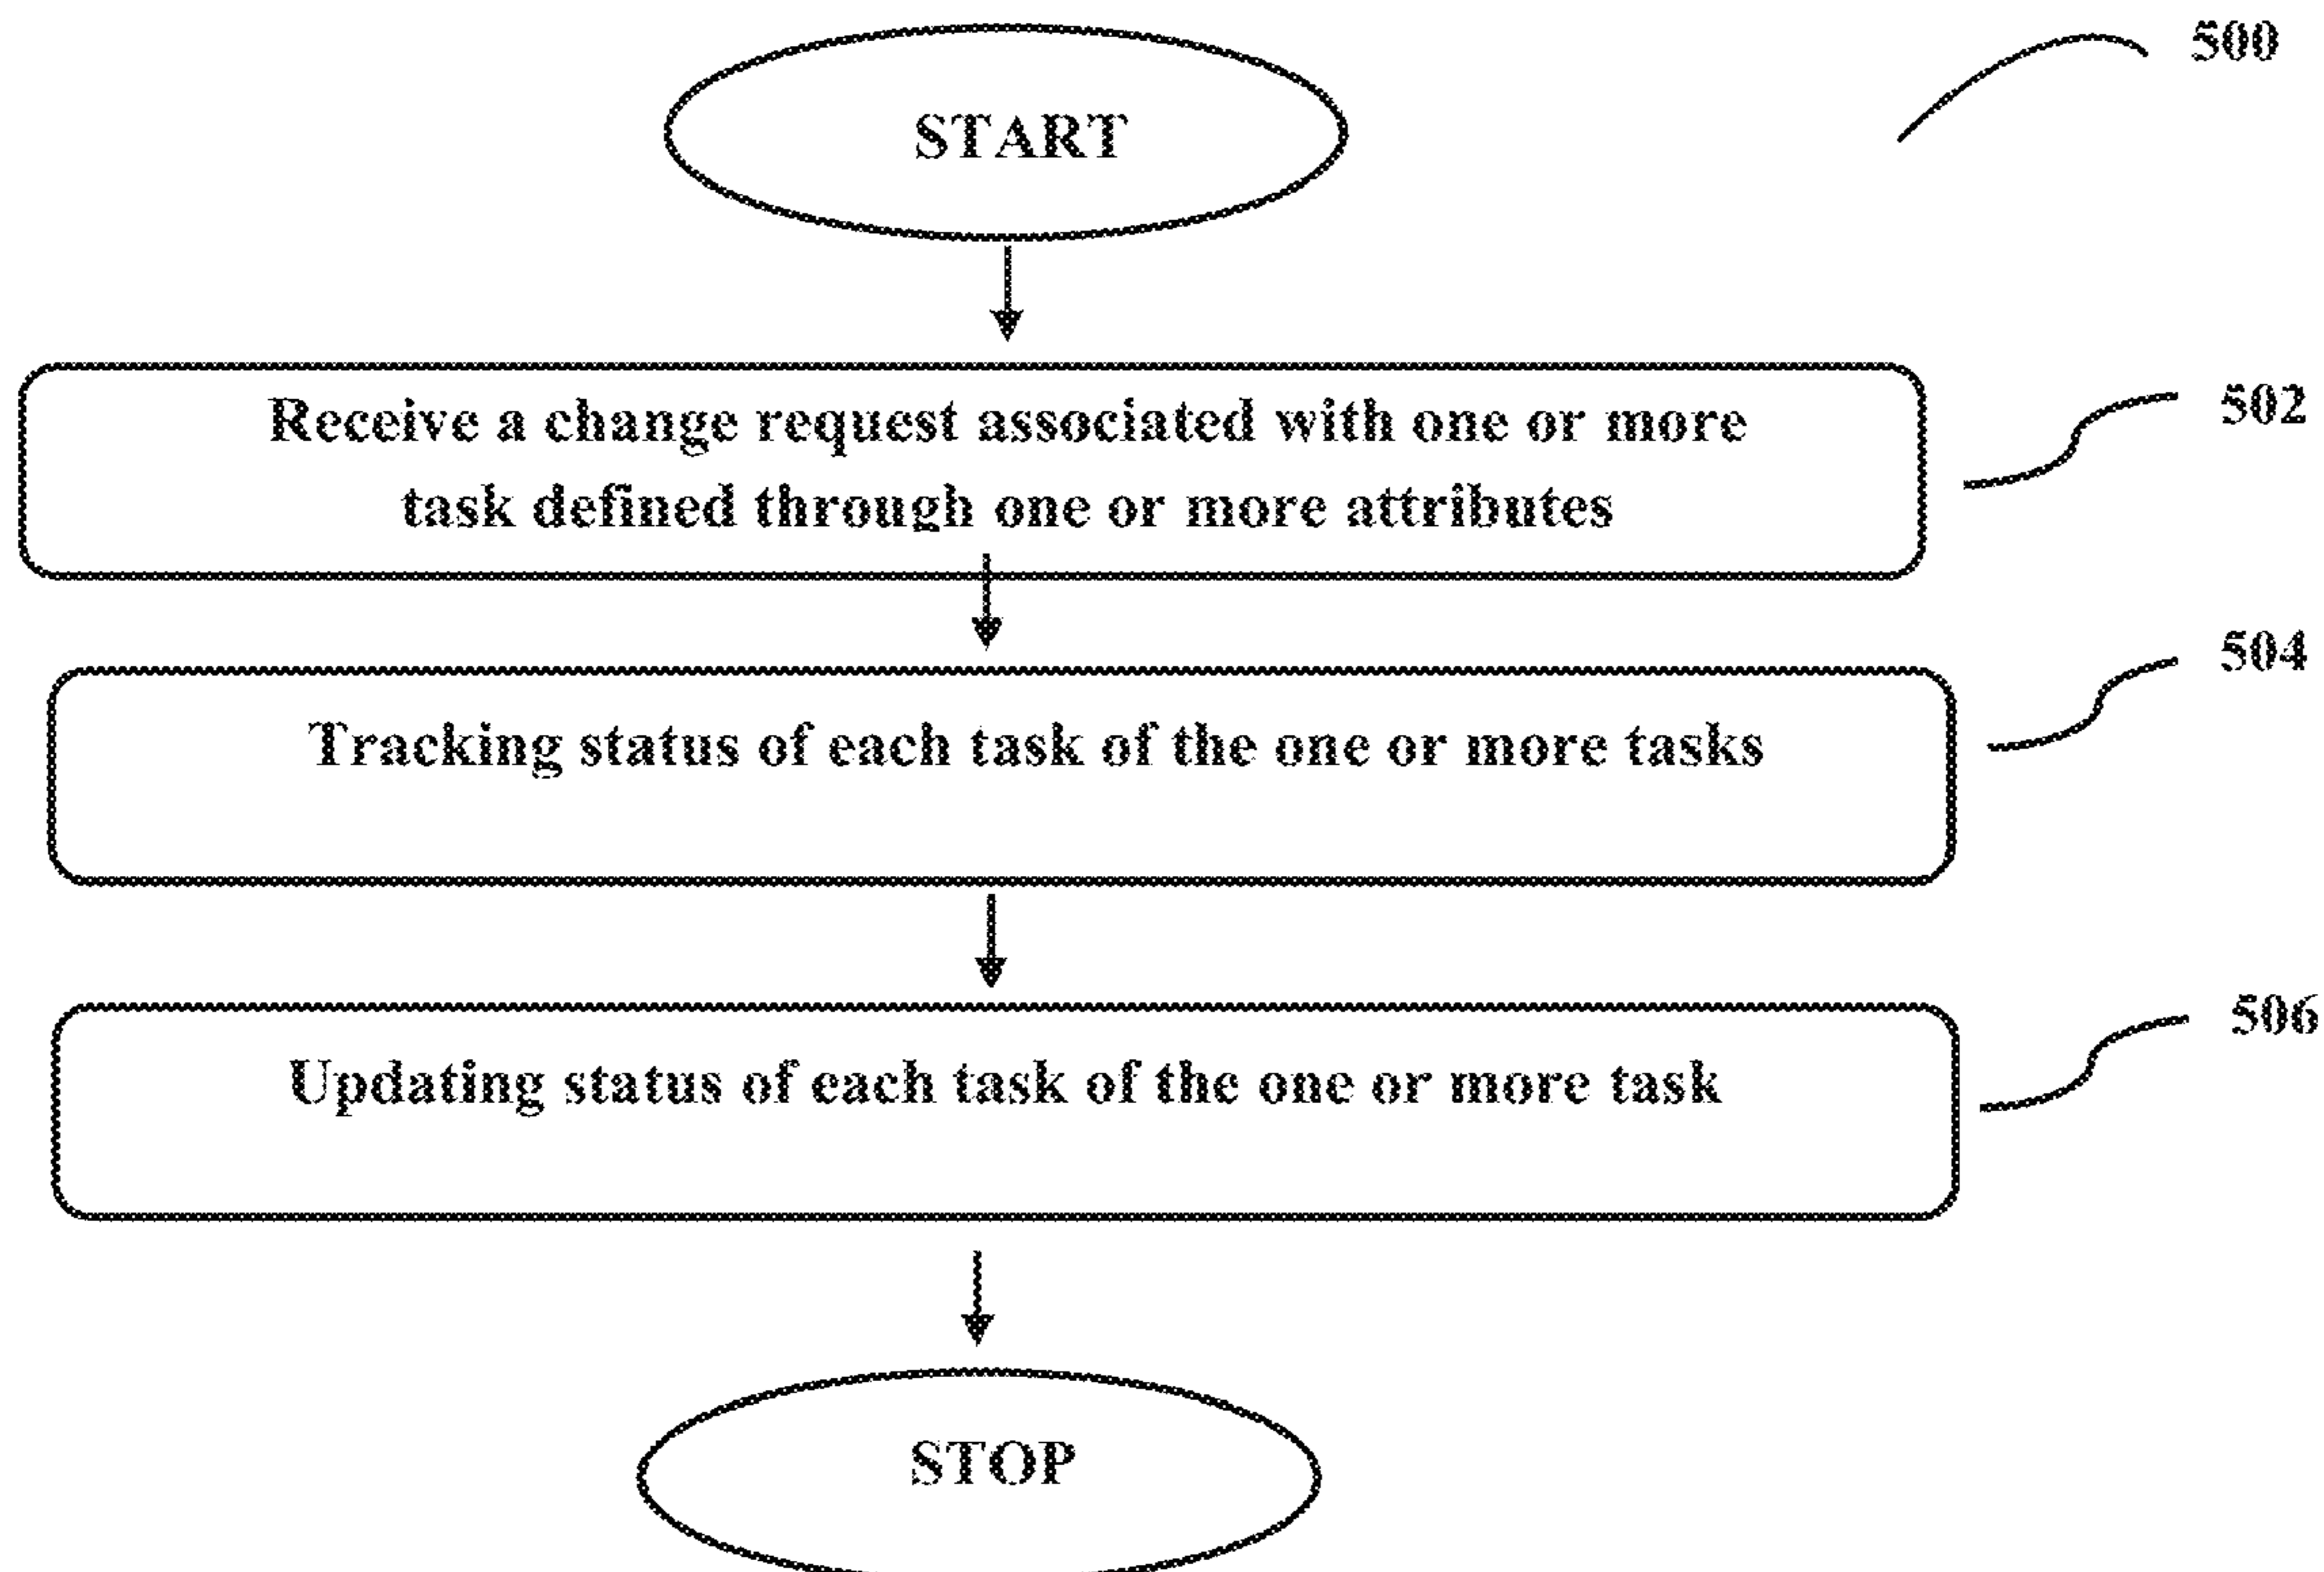 500
START
Receive a change request associated with one or more
task defined through one or more attributes
502
504
Tracking status of each task of the one or more tasks
506
Updating status of each task of the one or more task
STOP